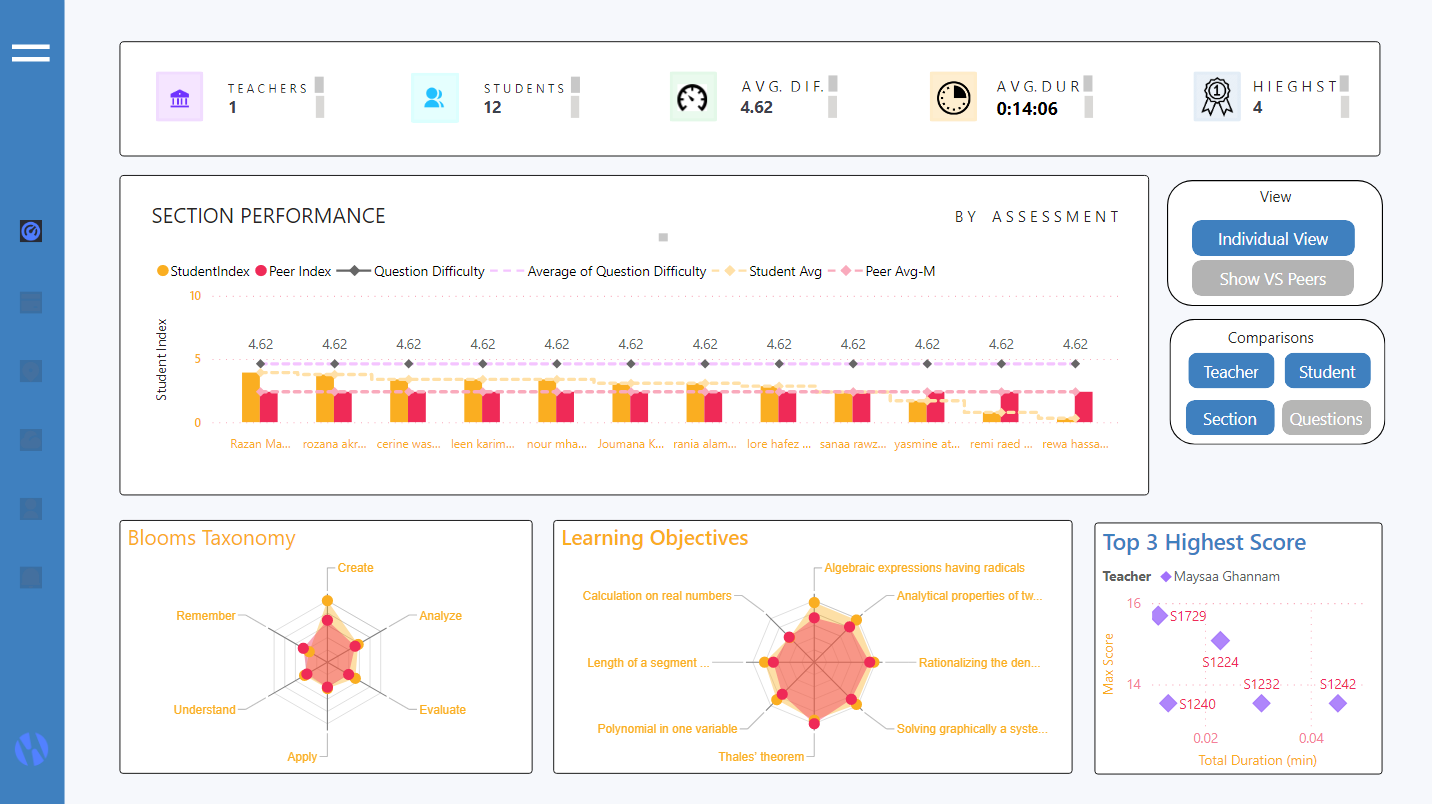 TEACHERS
1
STUDENTS
12
AVG. DIF.
4.62
AVG. DUR
0:14:06
1
HIEGHST
4
SECTION PERFORMANCE
BY ASSESSMENT
StudentIndex Peer Index Question Difficulty Average of Question Difficulty Student Avg Peer Avg-M
Student Index
10
5
0
4.62 4.62 4.62 4.62 4.62 4.62 4.62 4.62 4.62 4.62 4.62 4.62
Razan Ma... rozana akr... cerine was... leen karim... nour mha... Joumana K... rania alam... lore hafez ... sanaa rawz... yasmine at... remi raed ... rewa hassa...
View
Individual View
Show VS Peers
Comparisons
Teacher Student
Section Questions
Blooms Taxonomy
Create
Analyze
Evaluate
Apply
Understand
Remember
Learning Objectives
Algebraic expressions having radicals
Analytical properties of tw...
Rationalizing the den...
Solving graphically a syste...
Thales' theorem
Polynomial in one variable
Length of a segment ...
Calculation on real numbers
Top 3 Highest Score
Teacher Maysaa Ghannam
Max Score
16
14
S1729
S1224
S1232
S1242
S1240
0.02 0.04
Total Duration (min)